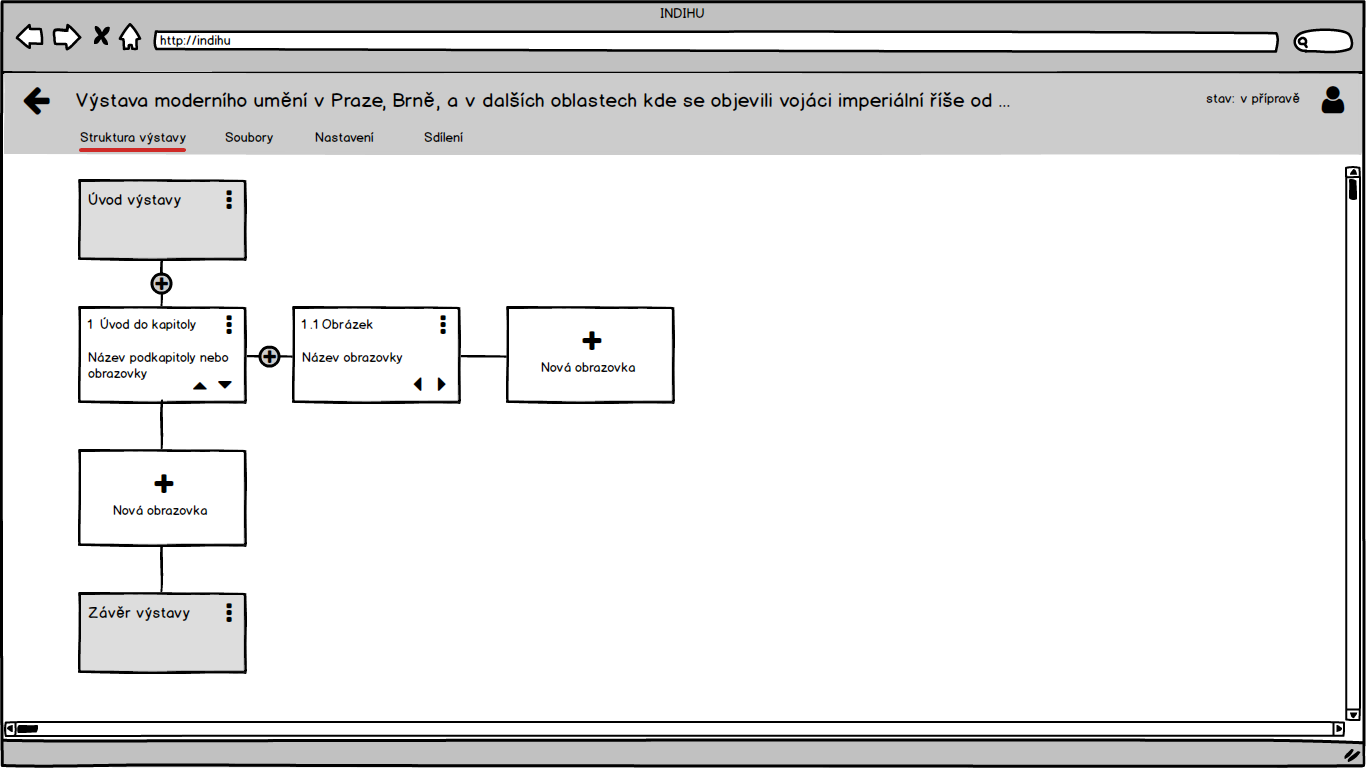 INDIHU
http://indihu
Výstava moderního umění v Praze, Brně, a v dalších oblastech kde se objevili vojáci imperiální říše od ...
stav: v přípravě
Struktura výstavy
Soubory
Nastavení
Sdílení
Úvod výstavy
1 Úvod do kapitoly
Název podkapitoly nebo
obrazovky
1.1 Obrázek
Název obrazovky
Nová obrazovka
Nová obrazovka
Závěr výstavy